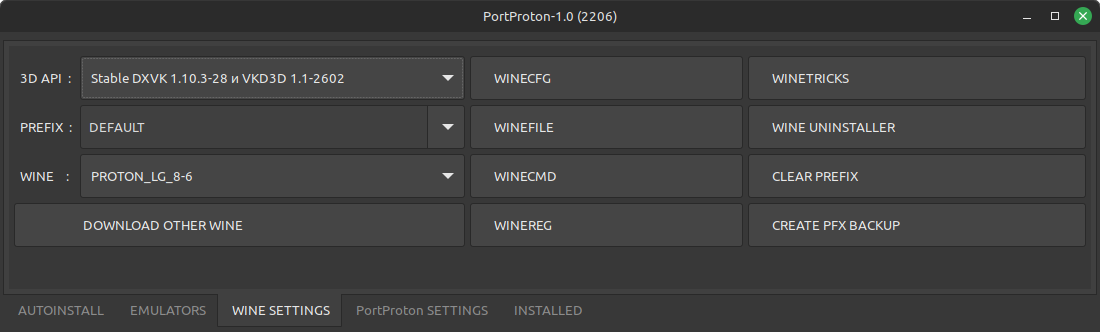 PortProton-1.0 (2206)
3D API :
Stable DXVK 1.10.3-28 и VKD3D 1.1-2602
WINECFG
WINETRICKS
PREFIX :
DEFAULT
WINEFILE
WINE UNINSTALLER
WINE :
PROTON_LG_8-6
WINECMD
CLEAR PREFIX
DOWNLOAD OTHER WINE
WINEREG
CREATE PFX BACKUP
AUTOINSTALL
EMULATORS
WINE SETTINGS
PortProton SETTINGS
INSTALLED